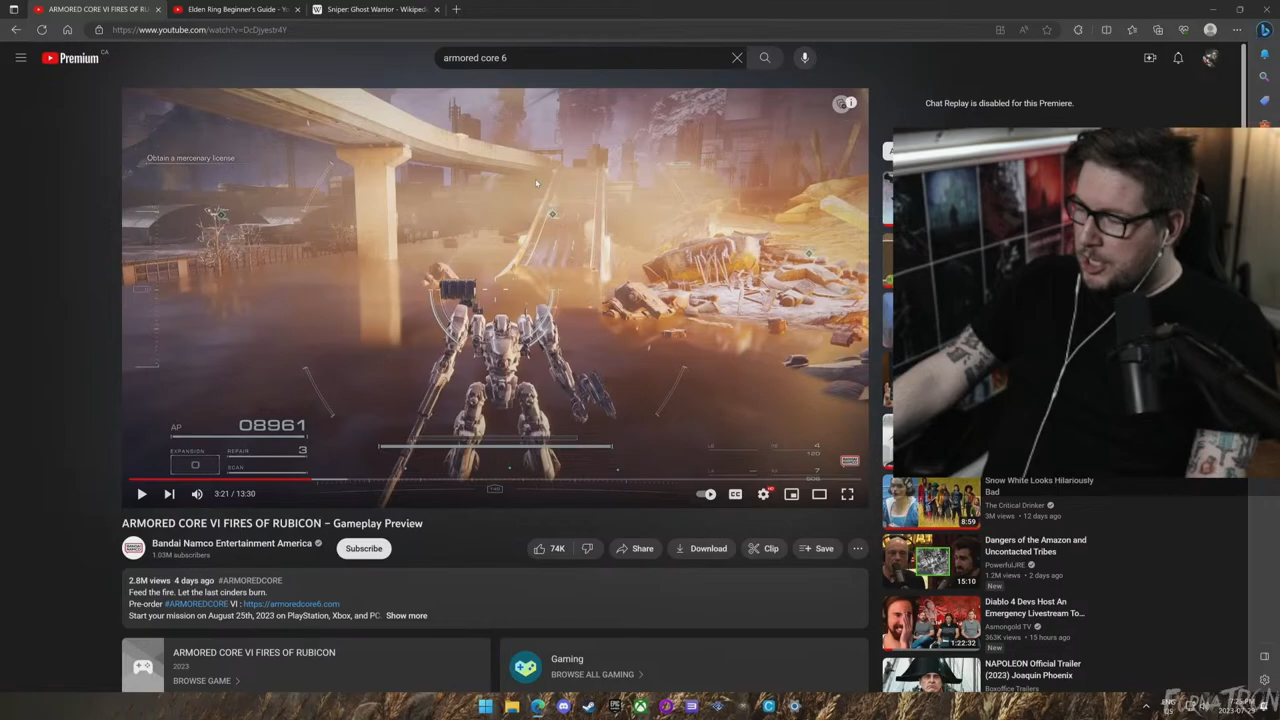 ARMORED CORE VI FIRES OF RU
Elden Ring Beginner's Guide - Yo
Sniper: Ghost Warrior - Wikiped
https://www.youtube.com/watch?v=DcDjyestr4Y
Premium
CA
armored core 6
Chat Replay is disabled for this Premiere.
Obtain a mercenary license
AP 08961
EXPANSION
REPAIR 3
SCAN
3:21 / 13:30
ARMORED CORE VI FIRES OF RUBICON – Gameplay Preview
Bandai Namco Entertainment America
1.03M subscribers
Subscribe
74K
Share
Download
Clip
Save
2.8M views 4 days ago #ARMOREDCORE
Feed the fire. Let the last cinders burn.
Pre-order #ARMOREDCORE VI : https://armoredcore6.com
Start your mission on August 25th, 2023 on PlayStation, Xbox, and PC Show more
ARMORED CORE VI FIRES OF RUBICON
2023
BROWSE GAME
Gaming
BROWSE ALL GAMING
Snow White Looks Hilariously
Bad
The Critical Drinker
3M views • 12 days ago
8:59
Dangers of the Amazon and
Uncontacted Tribes
PowerfulJRE
1.2M views • 2 days ago
New
15:10
Diablo 4 Devs Host An
Emergency Livestream To...
Asmongold TV
363K views • 15 hours ago
New
1:22:32
NAPOLEON Official Trailer
(2023) Joaquin Phoenix
Boxoffice Trailers
ENG
US